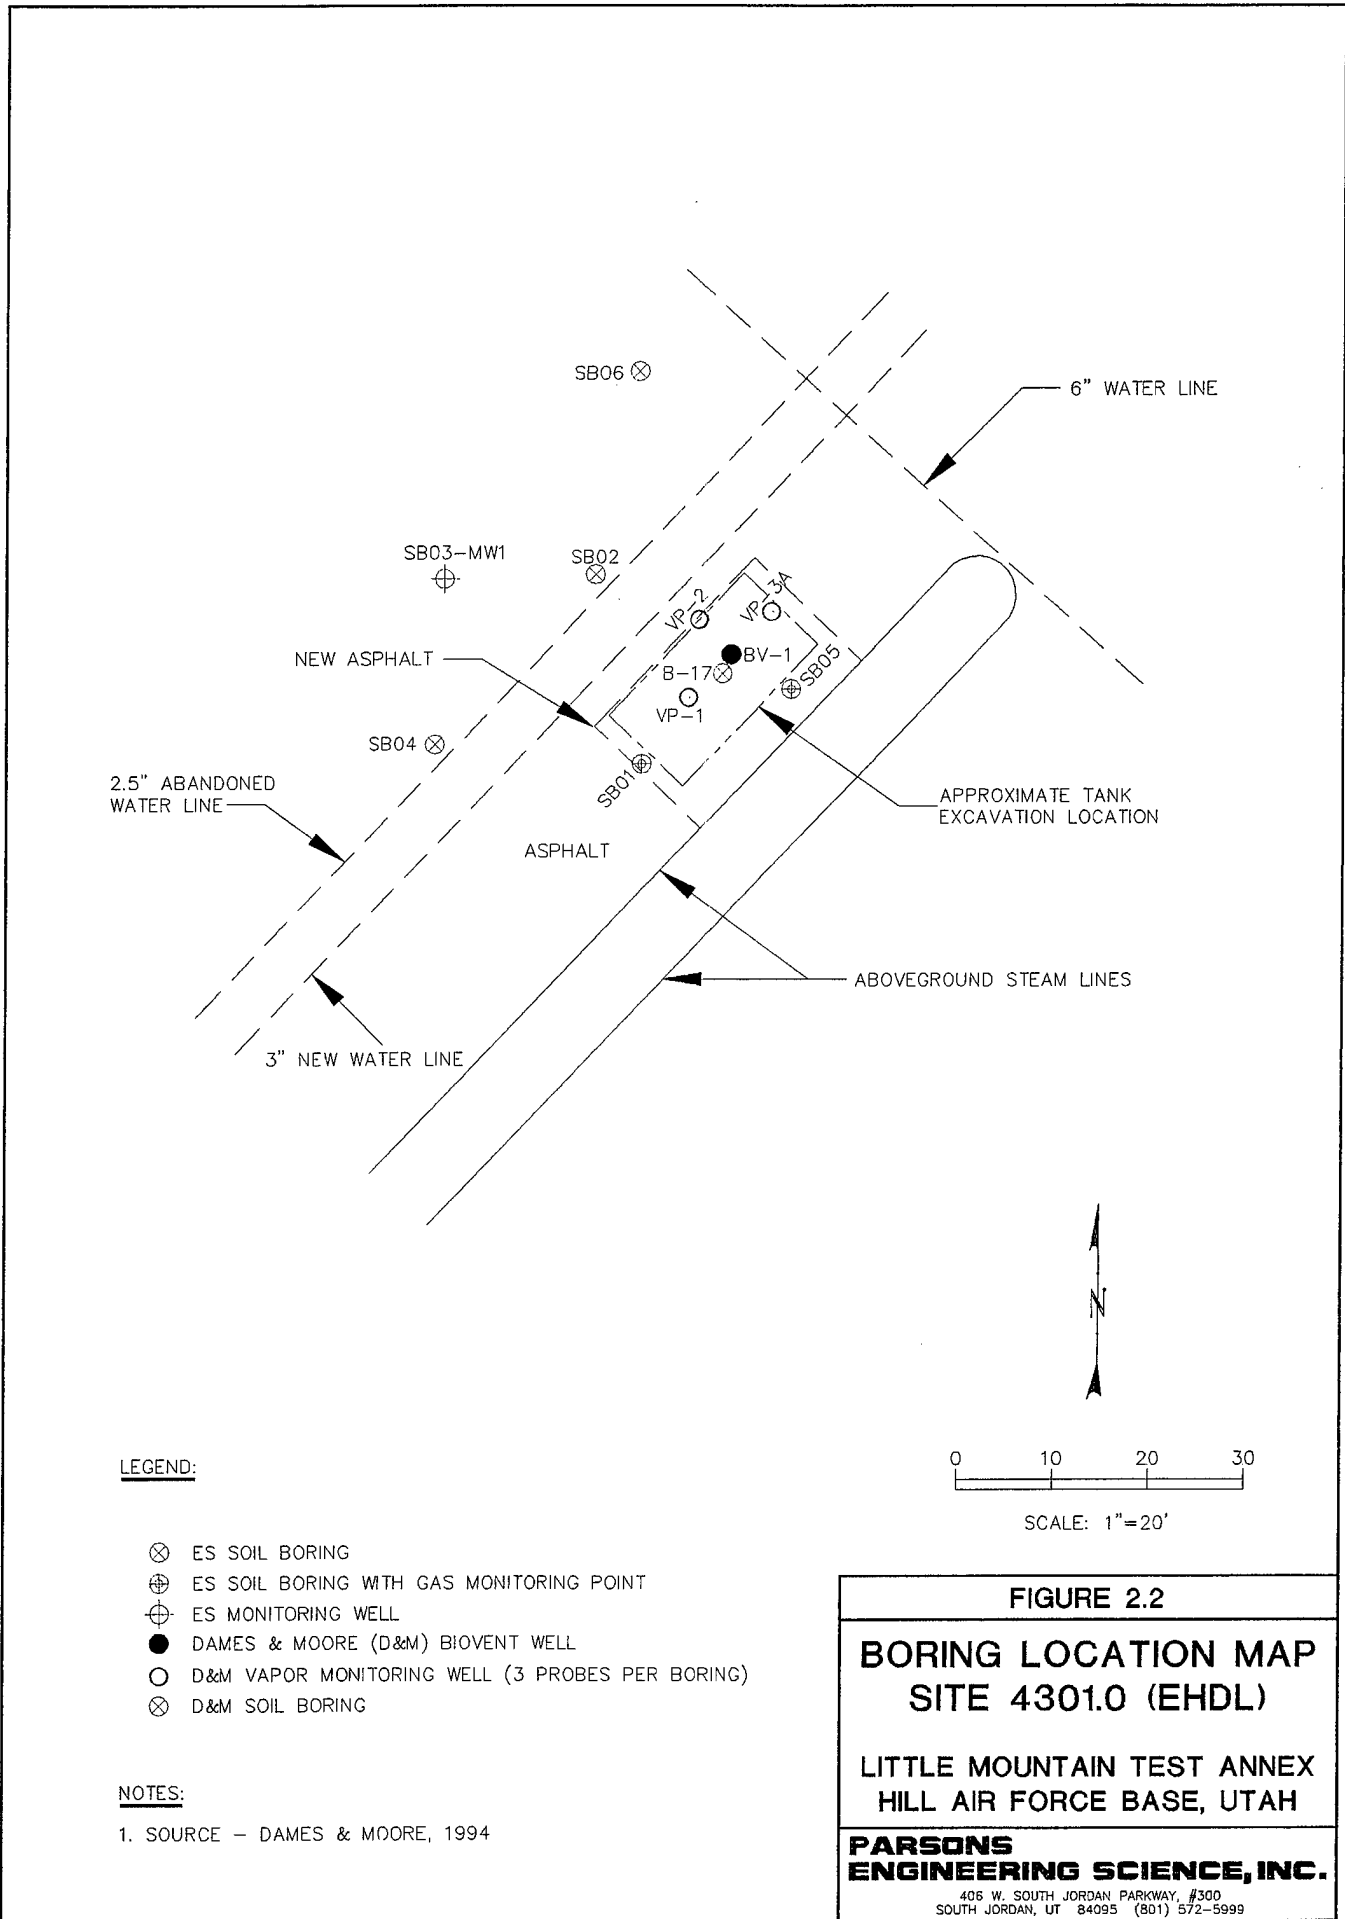 SB06
6" WATER LINE
SB03-MW1
SB02
VP-2
VP-3A
NEW ASPHALT
BV-1
B-17
SB05
VP-1
SB04
SB01
2.5" ABANDONED
WATER LINE
APPROXIMATE TANK
EXCAVATION LOCATION
ASPHALT
ABOVEGROUND STEAM LINES
3" NEW WATER LINE
N
0 10 20 30
SCALE: 1"=20'
LEGEND:
ES SOIL BORING
ES SOIL BORING WITH GAS MONITORING POINT
ES MONITORING WELL
DAMES & MOORE (D&M) BIOVENT WELL
D&M VAPOR MONITORING WELL (3 PROBES PER BORING)
D&M SOIL BORING
NOTES:
1. SOURCE – DAMES & MOORE, 1994
FIGURE 2.2
BORING LOCATION MAP
SITE 4301.0 (EHDL)
LITTLE MOUNTAIN TEST ANNEX
HILL AIR FORCE BASE, UTAH
PARSONS
ENGINEERING SCIENCE, INC.
406 W. SOUTH JORDAN PARKWAY, #300
SOUTH JORDAN, UT 84095 (801) 572-5999